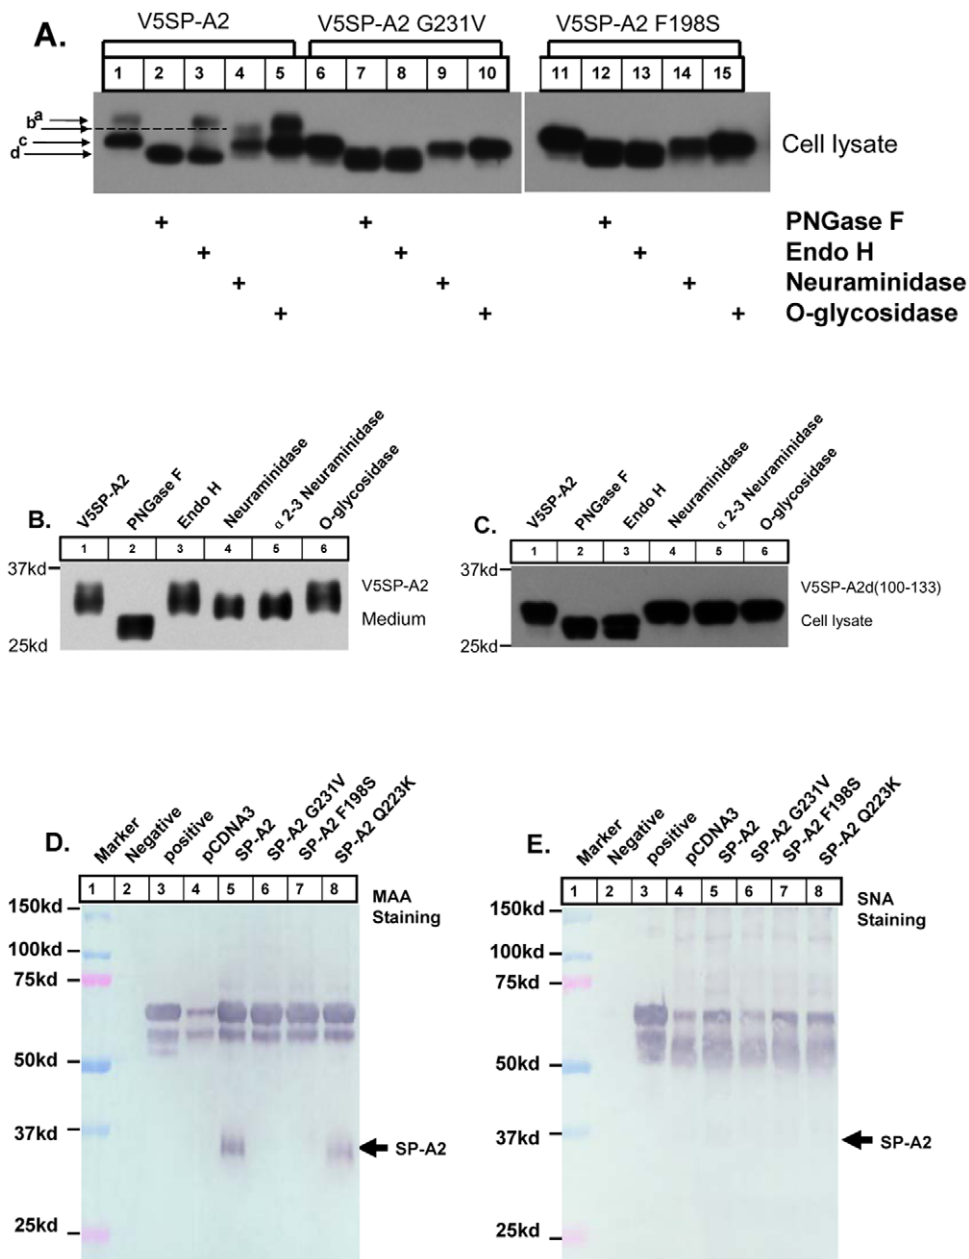 A.
V5SP-A2 V5SP-A2 G231V V5SP-A2 F198S
1 2 3 4 5 6 7 8 9 10 11 12 13 14 15
a
b
c
d
Cell lysate
+ + + PNGase F
+ + + Endo H
+ + + Neuraminidase
+ + + O-glycosidase
B.
V5SP-A2
PNGase F
Endo H
Neuraminidase
α 2-3 Neuraminidase
O-glycosidase
1 2 3 4 5 6
37kd
V5SP-A2
Medium
25kd
C.
V5SP-A2
PNGase F
Endo H
Neuraminidase
α 2-3 Neuraminidase
O-glycosidase
1 2 3 4 5 6
37kd
V5SP-A2d(100-133)
Cell lysate
25kd
D.
Marker
Negative
positive
pCDNA3
SP-A2
SP-A2 G231V
SP-A2 F198S
SP-A2 Q223K
1 2 3 4 5 6 7 8
MAA
Staining
150kd
100kd
75kd
50kd
37kd
SP-A2
25kd
E.
Marker
Negative
positive
pCDNA3
SP-A2
SP-A2 G231V
SP-A2 F198S
SP-A2 Q223K
1 2 3 4 5 6 7 8
SNA
Staining
150kd
100kd
75kd
50kd
37kd
SP-A2
25kd